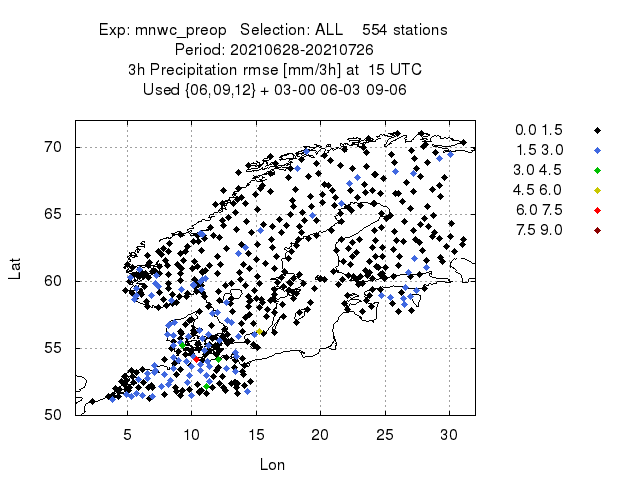 Exp: mnwc_preop   Selection: ALL    554 stations
Period: 20210628-20210726
3h Precipitation rmse [mm/3h] at  15 UTC
Used {06,09,12} + 03-00 06-03 09-06
0.0 1.5
1.5 3.0
3.0 4.5
4.5 6.0
6.0 7.5
7.5 9.0
70
65
60
55
50
Lat
5 10 15 20 25 30
Lon